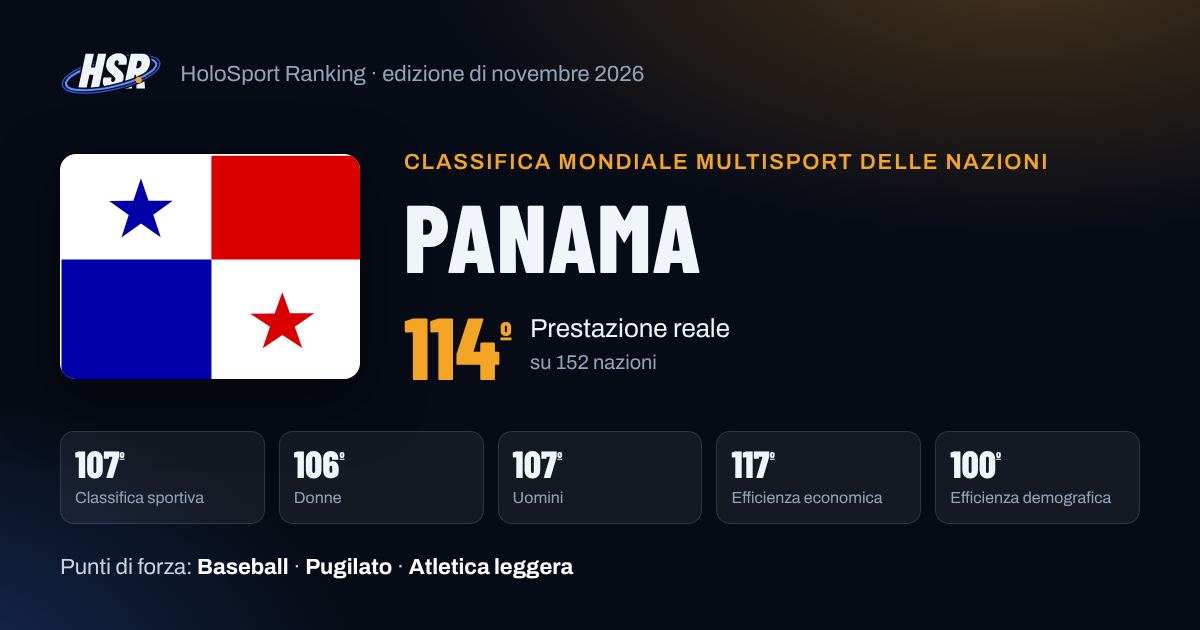 HSR
HoloSport Ranking · edizione di novembre 2026
CLASSIFICA MONDIALE MULTISPORT DELLE NAZIONI
PANAMA
114º
Prestazione reale
su 152 nazioni
107º
Classifica sportiva
106º
Donne
107º
Uomini
117º
Efficienza economica
100º
Efficienza demografica
Punti di forza: Baseball · Pugilato · Atletica leggera